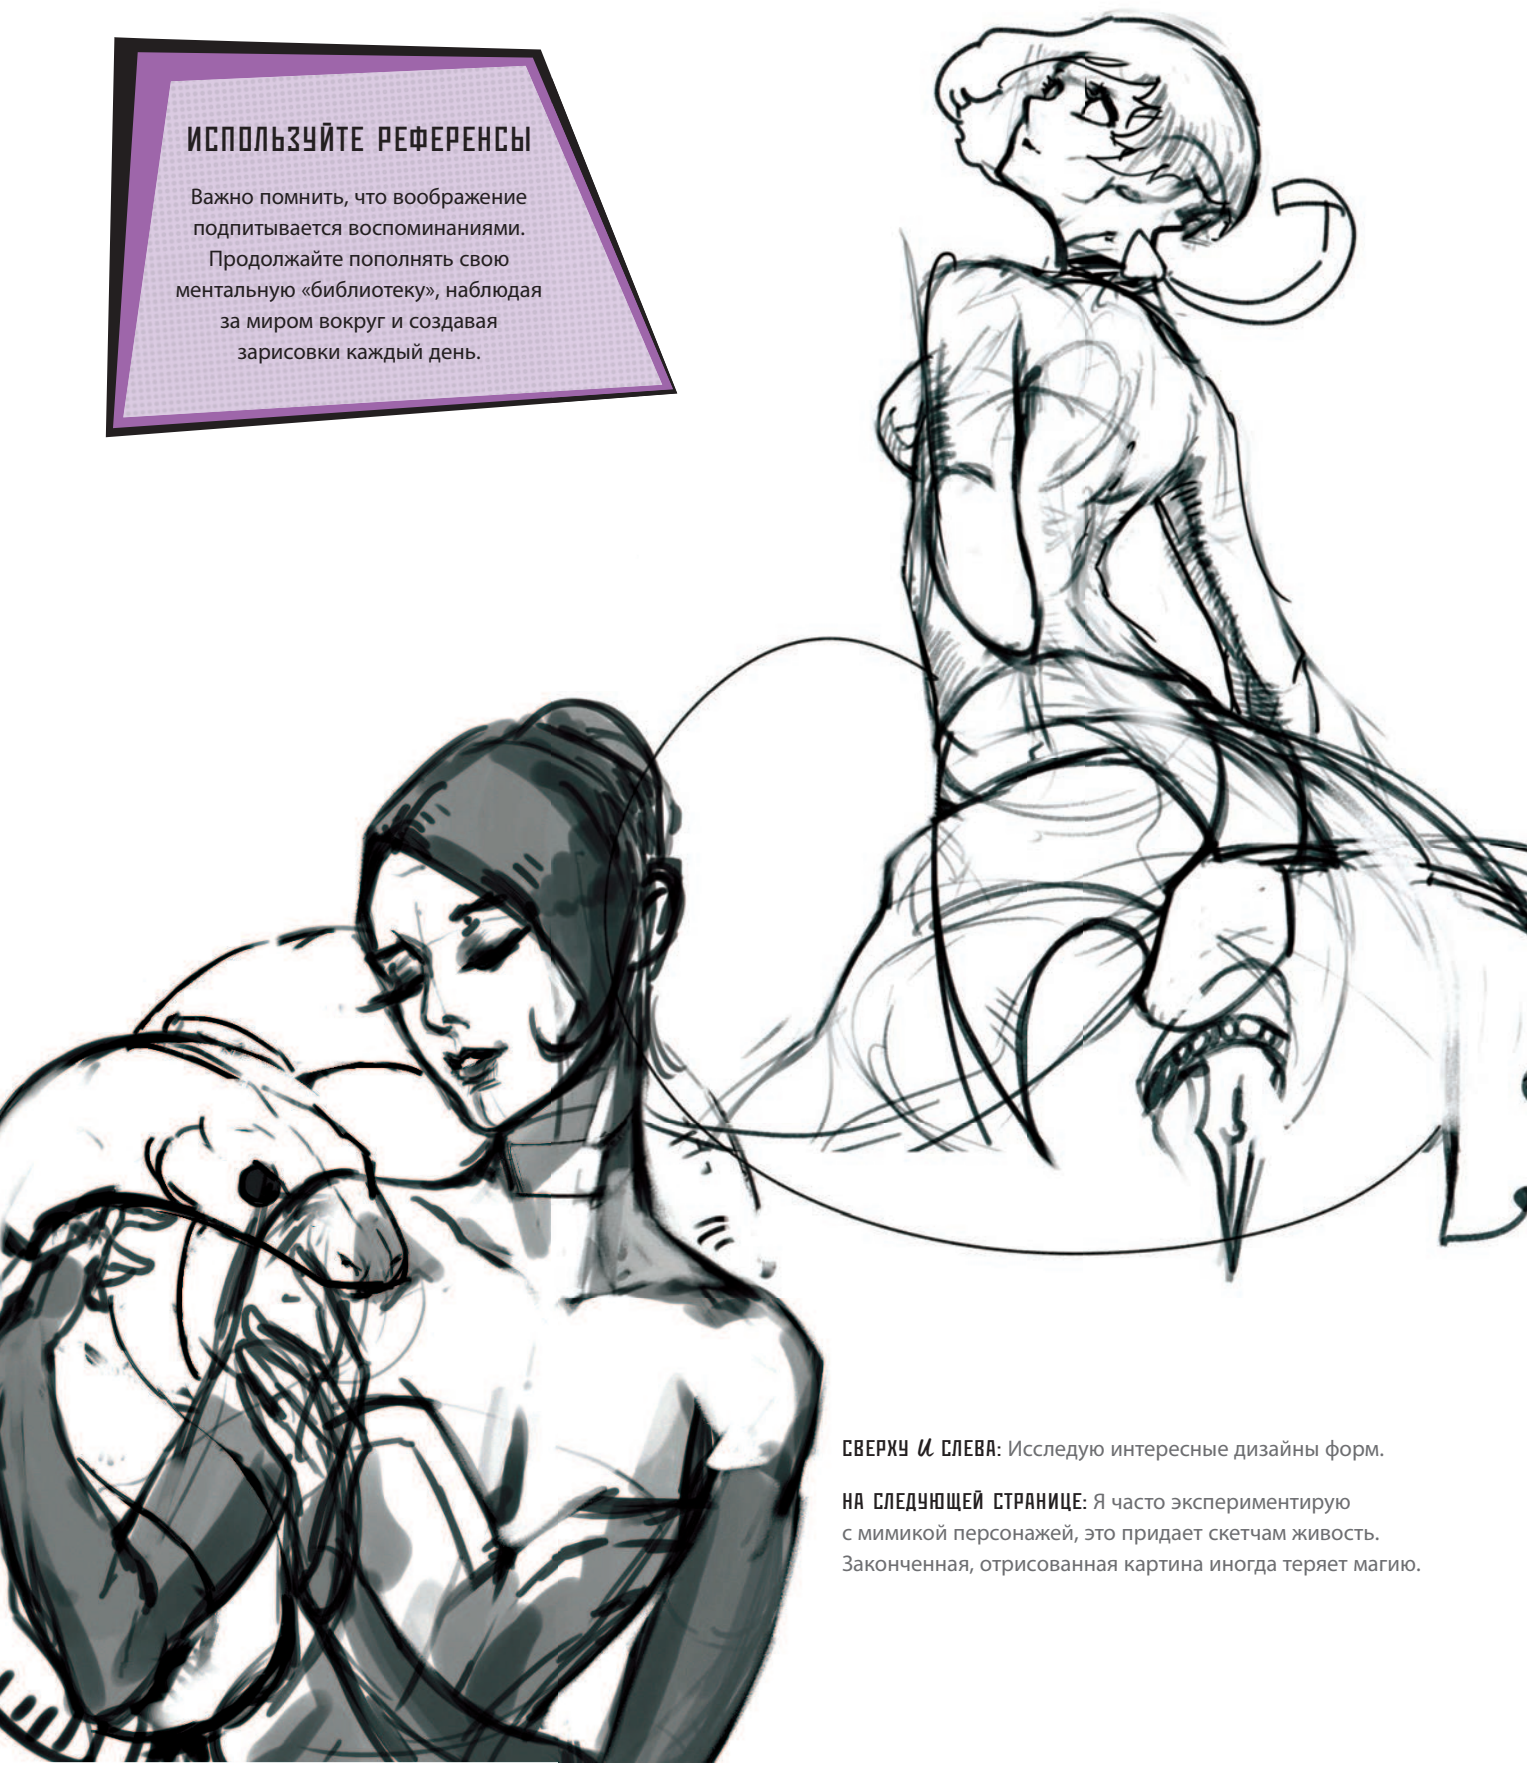 ИСПОЛЬЗУЙТЕ РЕФЕРЕНСЫ
Важно помнить, что воображение
подпитывается воспоминаниями.
Продолжайте пополнять свою
ментальную «библиотеку», наблюдая
за миром вокруг и создавая
зарисовки каждый день.
СВЕРХУ И СЛЕВА: Исследую интересные дизайны форм.
НА СЛЕДУЮЩЕЙ СТРАНИЦЕ: Я часто экспериментирую
с мимикой персонажей, это придает скетчам живость.
Законченная, отрисованная картина иногда теряет магию.